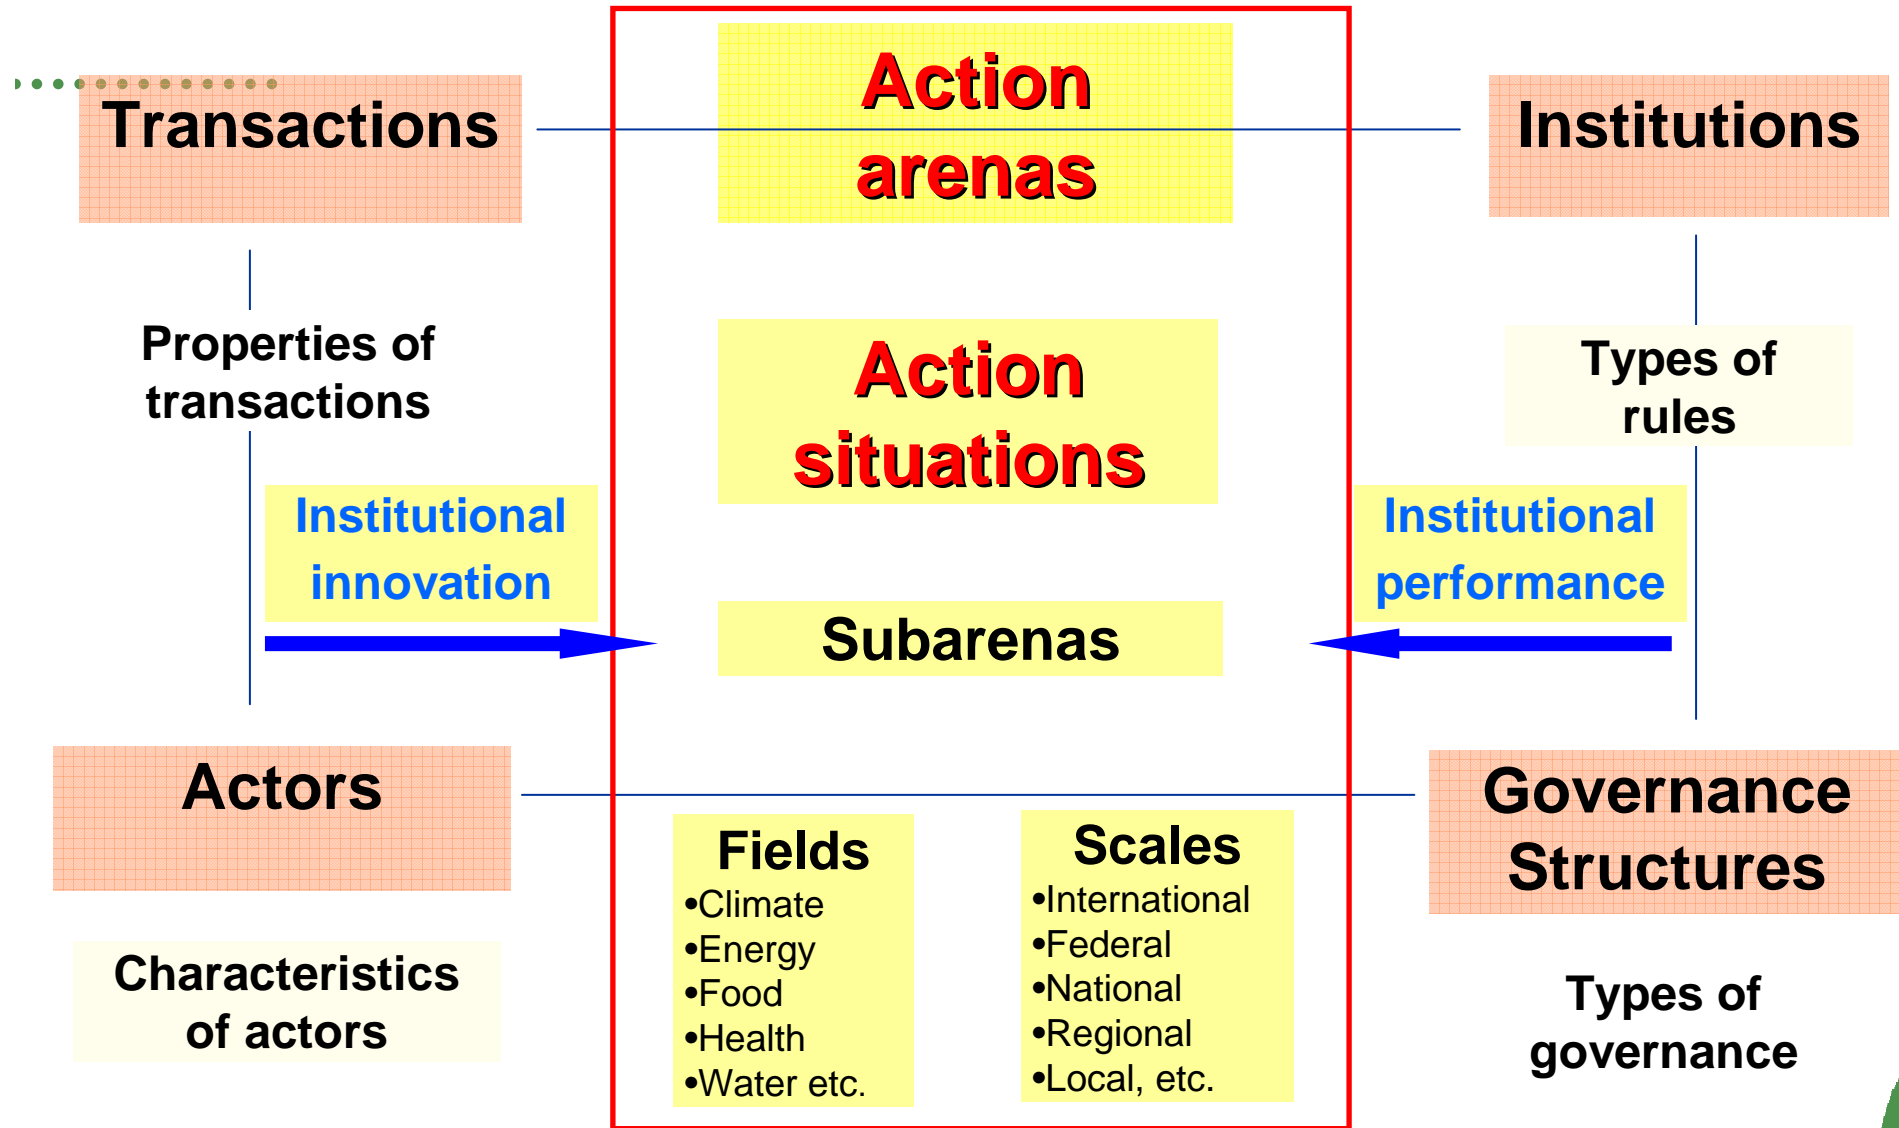 Transactions
Action
arenas
Institutions
Properties of
transactions
Action
situations
Types of
rules
Institutional
innovation
Institutional
performance
Subarenas
Actors
Governance
Structures
Characteristics
of actors
Fields
•Climate
•Energy
•Food
•Health
•Water etc.
Scales
•International
•Federal
•National
•Regional
•Local, etc.
Types of
governance